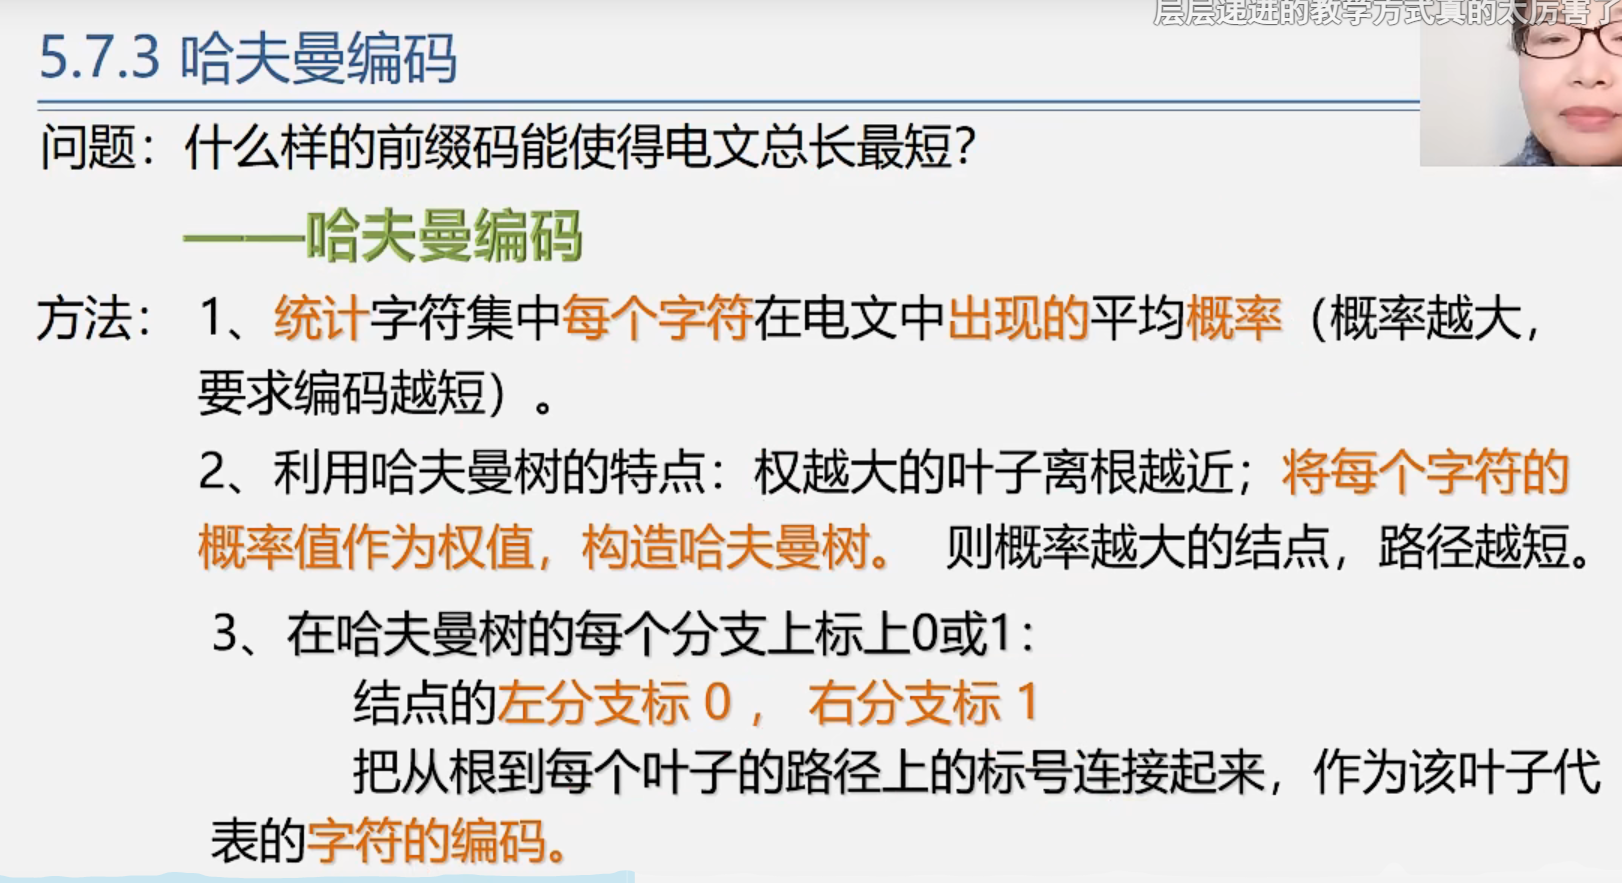 层层递进的教学方式真的太厉害了
5.7.3 哈夫曼编码
问题：什么样的前缀码能使得电文总长最短？
——哈夫曼编码
方法：1、统计字符集中每个字符在电文中出现的平均概率（概率越大，
要求编码越短）。
2、利用哈夫曼树的特点：权越大的叶子离根越近；将每个字符的
概率值作为权值，构造哈夫曼树。 则概率越大的结点，路径越短。
3、在哈夫曼树的每个分支上标上0或1：
结点的左分支标 0 ， 右分支标 1
把从根到每个叶子的路径上的标号连接起来，作为该叶子代
表的字符的编码。